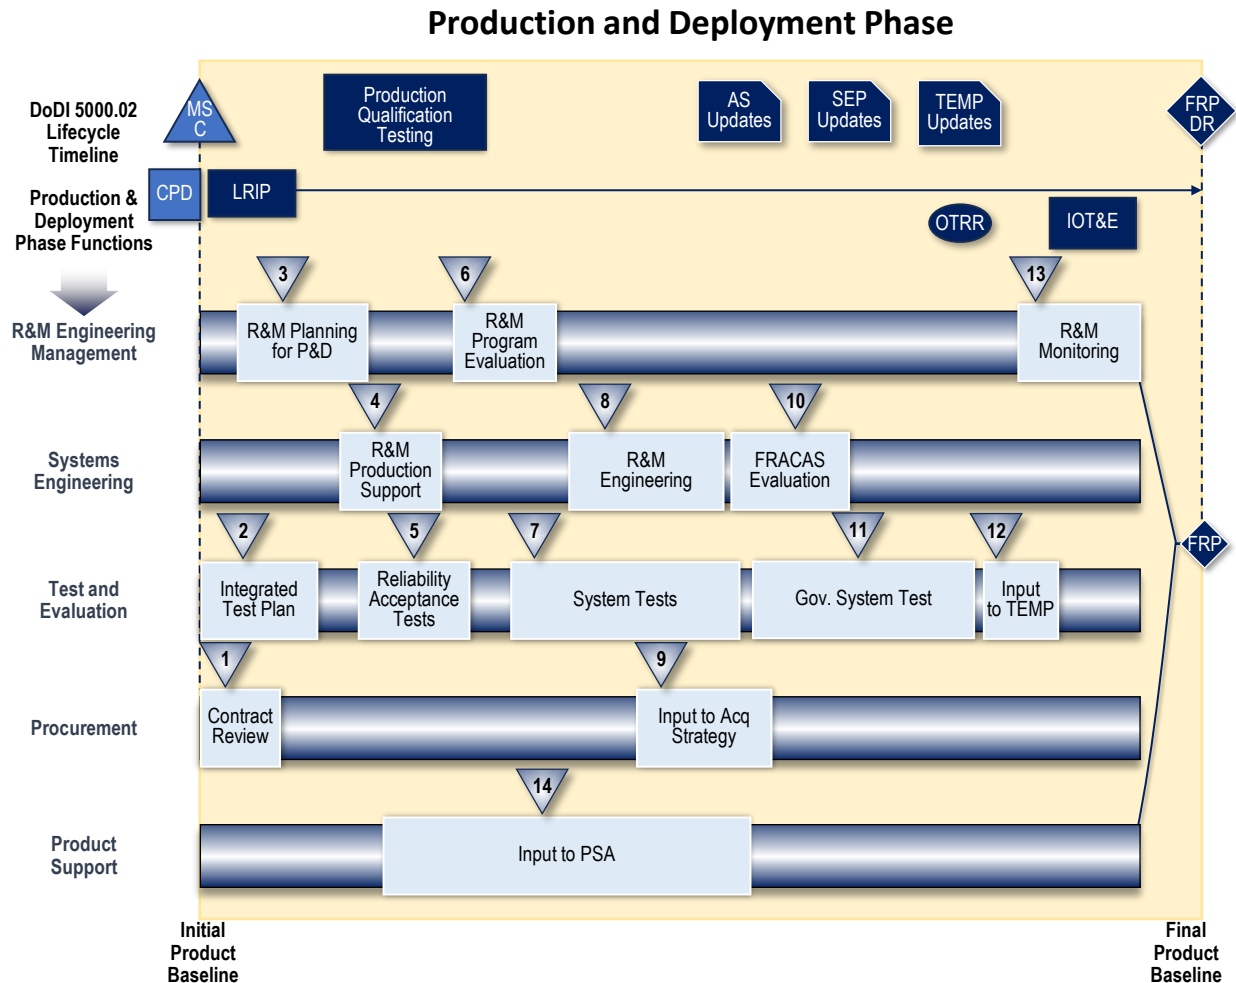 Production and Deployment Phase
DoDI 5000.02
Lifecycle
Timeline
MS
C
Production
Qualification
Testing
AS
Updates
SEP
Updates
TEMP
Updates
FRP
DR
Production &
Deployment
Phase Functions
CPD
LRIP
OTRR
IOT&E
3
6
13
R&M Engineering
Management
R&M Planning
for P&D
R&M
Program
Evaluation
R&M
Monitoring
4
8
10
Systems
Engineering
R&M
Production
Support
R&M
Engineering
FRACAS
Evaluation
2
5
7
11
12
FRP
Test and
Evaluation
Integrated
Test Plan
Reliability
Acceptance
Tests
System Tests
Gov. System Test
Input
to TEMP
1
9
Procurement
Contract
Review
Input to Acq
Strategy
14
Product
Support
Input to PSA
Initial
Product
Baseline
Final
Product
Baseline